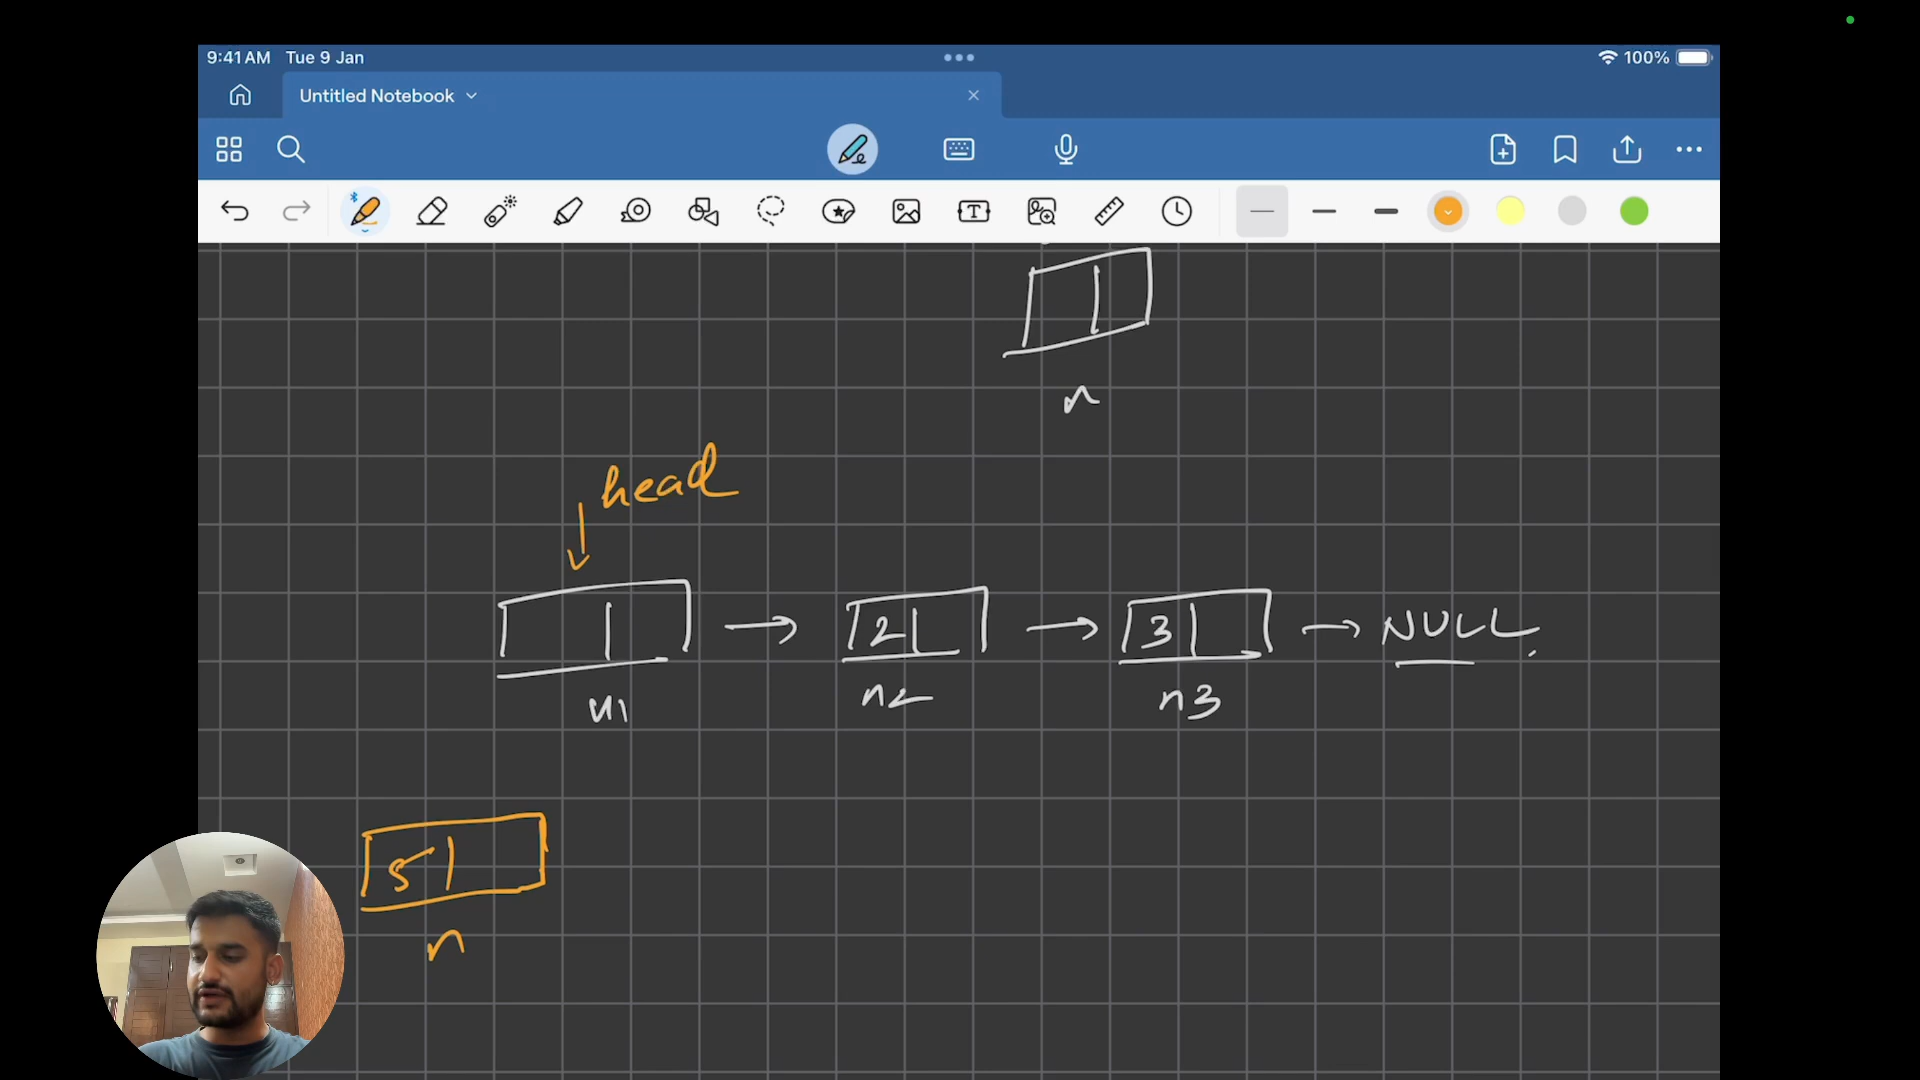 9:41 AM Tue 9 Jan 100%
Untitled Notebook
n
head
2 3 NULL
n1 n2 n3
5
n